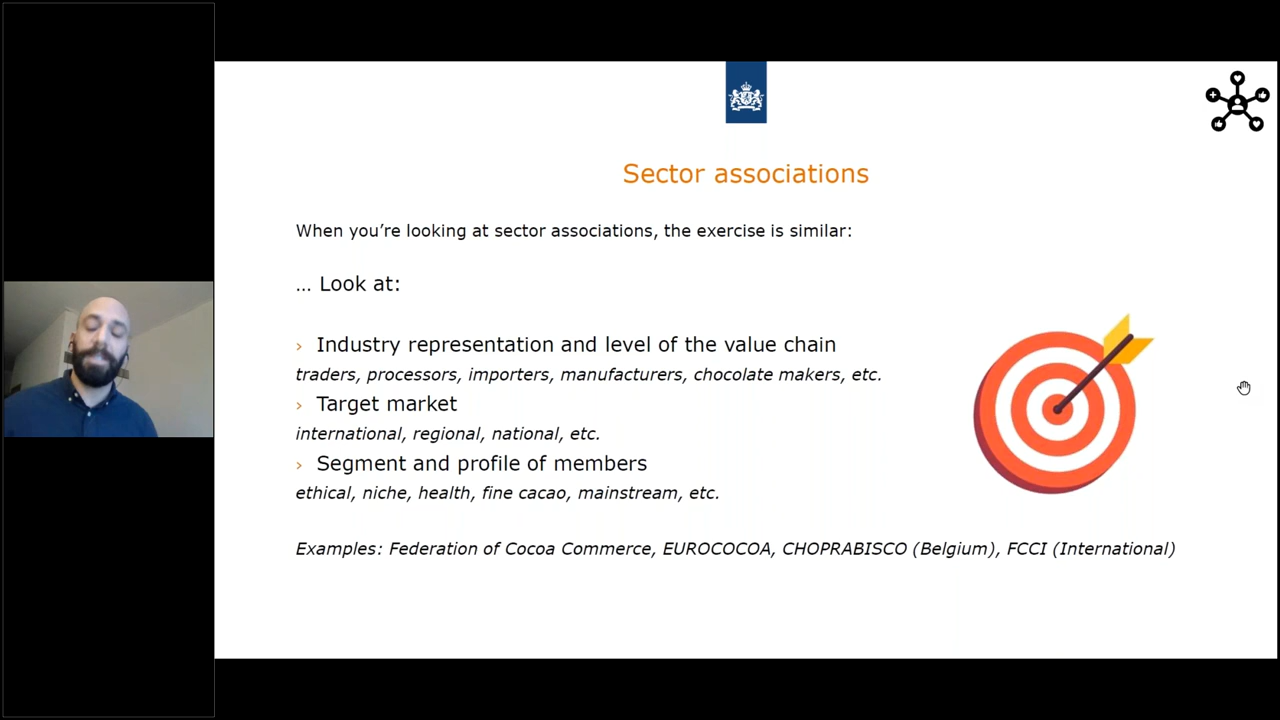 Sector associations
When you’re looking at sector associations, the exercise is similar:
… Look at:
› Industry representation and level of the value chain
traders, processors, importers, manufacturers, chocolate makers, etc.
› Target market
international, regional, national, etc.
› Segment and profile of members
ethical, niche, health, fine cacao, mainstream, etc.
Examples: Federation of Cocoa Commerce, EUROCOCOA, CHOPRABISCO (Belgium), FCCI (International)